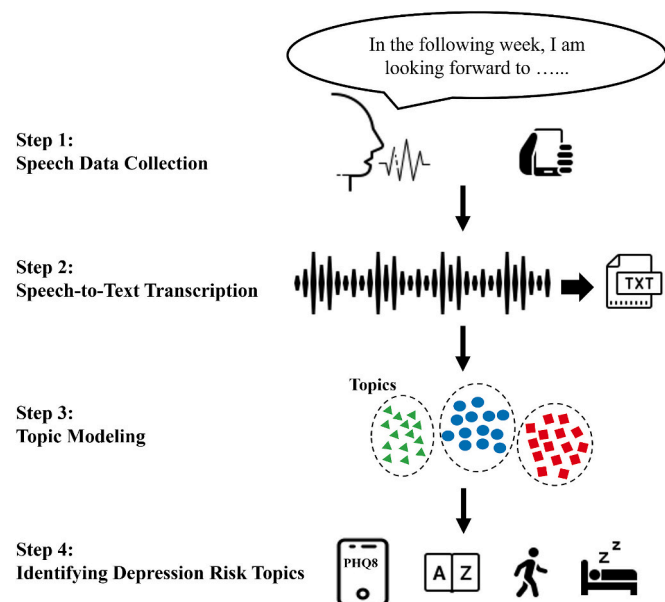 In the following week, I am
looking forward to …...
Step 1:
Speech Data Collection
Step 2:
Speech-to-Text Transcription
TXT
Topics
Step 3:
Topic Modeling
Step 4:
Identifying Depression Risk Topics
PHQ8
A Z
Z Z